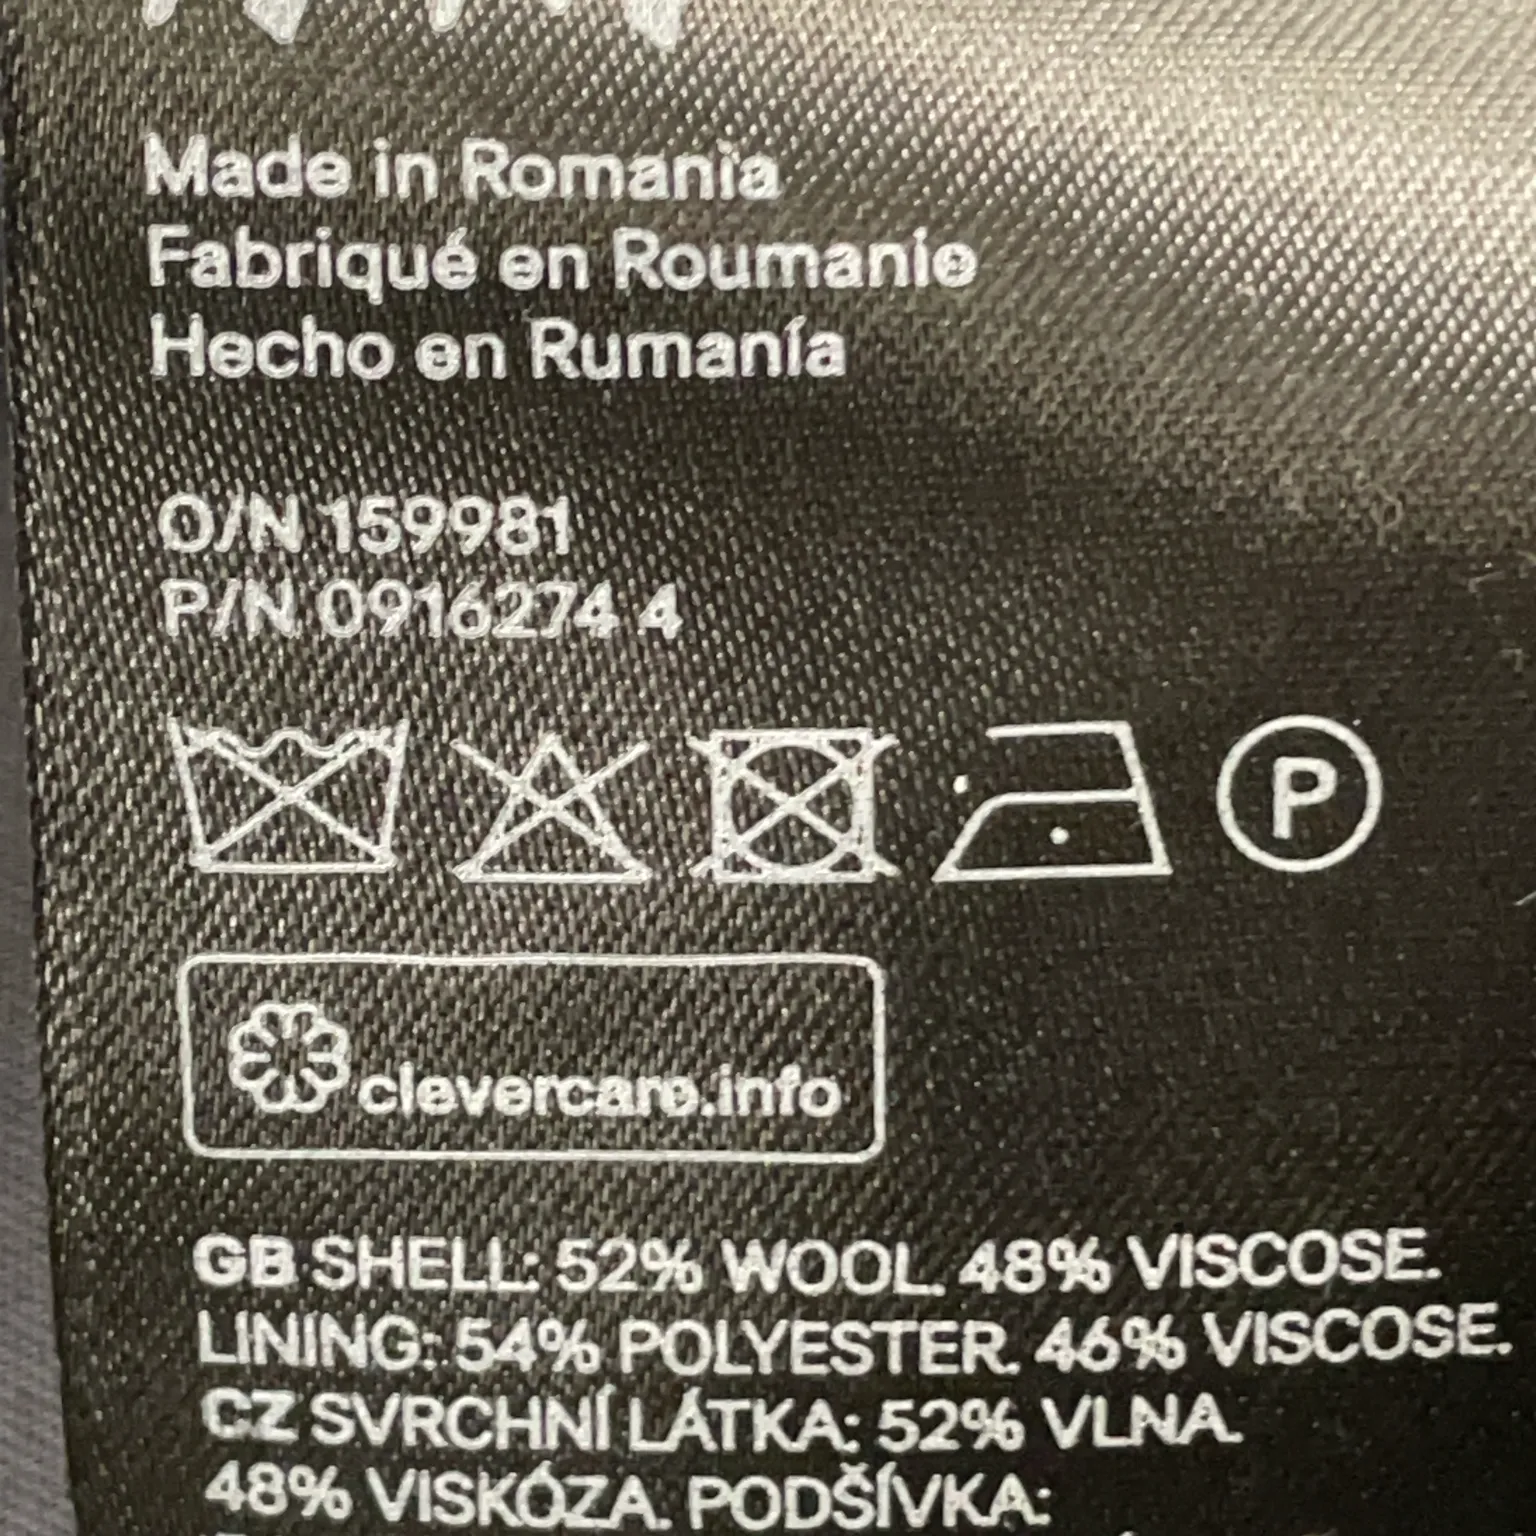 Made in Romania
Fabriqué en Roumanie
Hecho en Rumanía
O/N 159981
P/N 0916274 4
P
clevercare.info
GB SHELL: 52% WOOL. 48% VISCOSE.
LINING: 54% POLYESTER. 46% VISCOSE.
CZ SVRCHNÍ LÁTKA: 52% VLNA.
48% VISKÓZA. PODŠÍVKA: